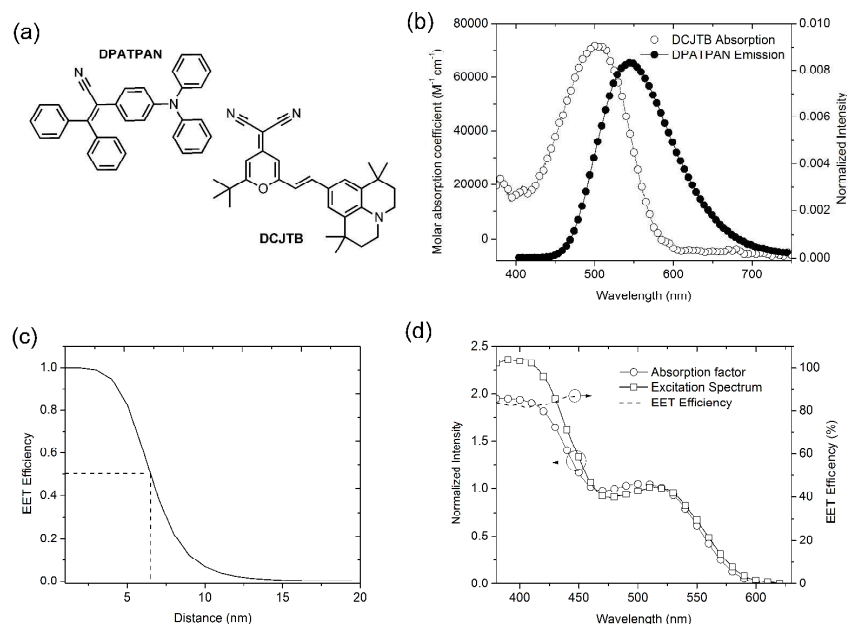 (a)
DPATPAN
CN
N
CN
NC
O
N
DCJTB
(b)
DCJTB Absorption
DPATPAN Emission
Molar absorption coefficient (M⁻¹ cm⁻¹)
80000
60000
40000
20000
0
Normalized Intensity
0.010
0.008
0.006
0.004
0.002
0.000
400 500 600 700
Wavelength (nm)
(c)
EET Efficiency
1.0
0.8
0.6
0.4
0.2
0.0
5 10 15 20
Distance (nm)
(d)
Absorption factor
Excitation Spectrum
EET Efficiency
Normalized Intensity
2.5
2.0
1.5
1.0
0.5
0.0
EET Efficency (%)
100
80
60
40
20
0
400 450 500 550 600
Wavelength (nm)